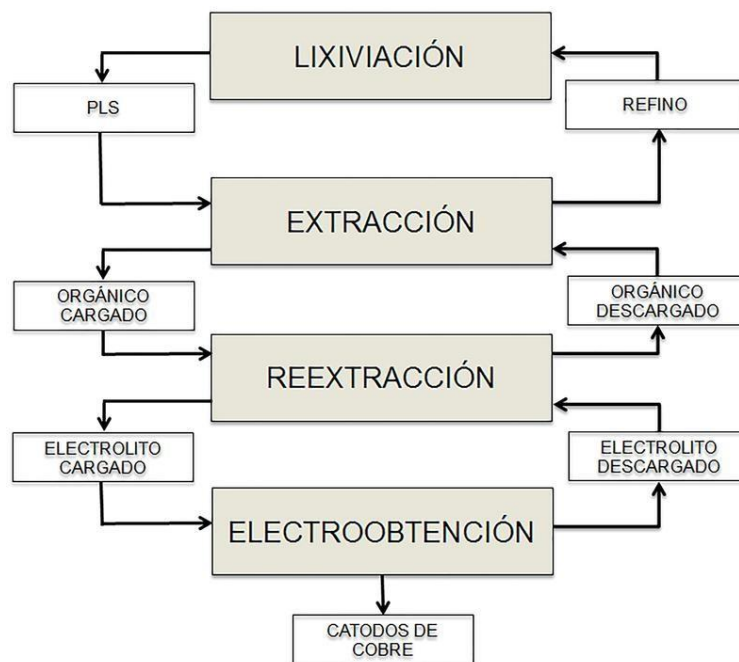 LIXIVIACIÓN
PLS
REFINO
EXTRACCIÓN
ORGÁNICO
CARGADO
ORGÁNICO
DESCARGADO
REEXTRACCIÓN
ELECTROLITO
CARGADO
ELECTROLITO
DESCARGADO
ELECTROOBTENCIÓN
CATODOS DE
COBRE